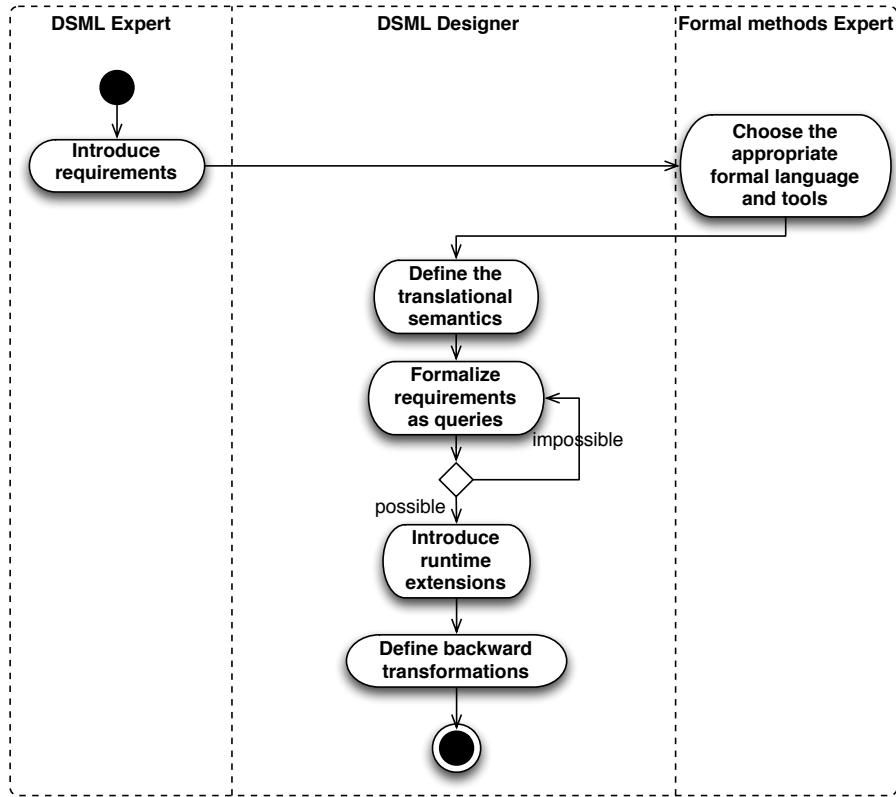 DSML Expert
DSML Designer
Formal methods Expert
Introduce
requirements
Choose the
appropriate
formal language
and tools
Define the
translational
semantics
Formalize
requirements
as queries
impossible
possible
Introduce
runtime
extensions
Define backward
transformations